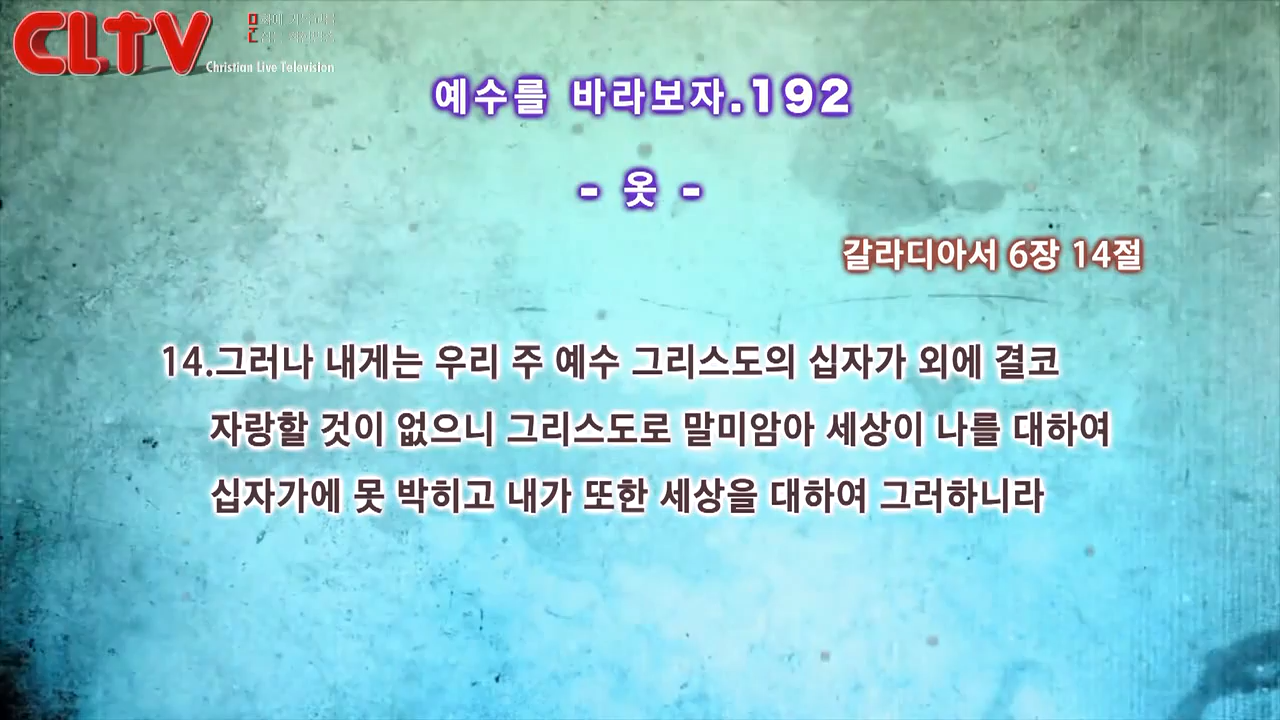 CLTV
Christian Live Television
예수를 바라보자.192
- 옷 -
갈라디아서 6장 14절
14.그러나 내게는 우리 주 예수 그리스도의 십자가 외에 결코
자랑할 것이 없으니 그리스도로 말미암아 세상이 나를 대하여
십자가에 못 박히고 내가 또한 세상을 대하여 그러하니라